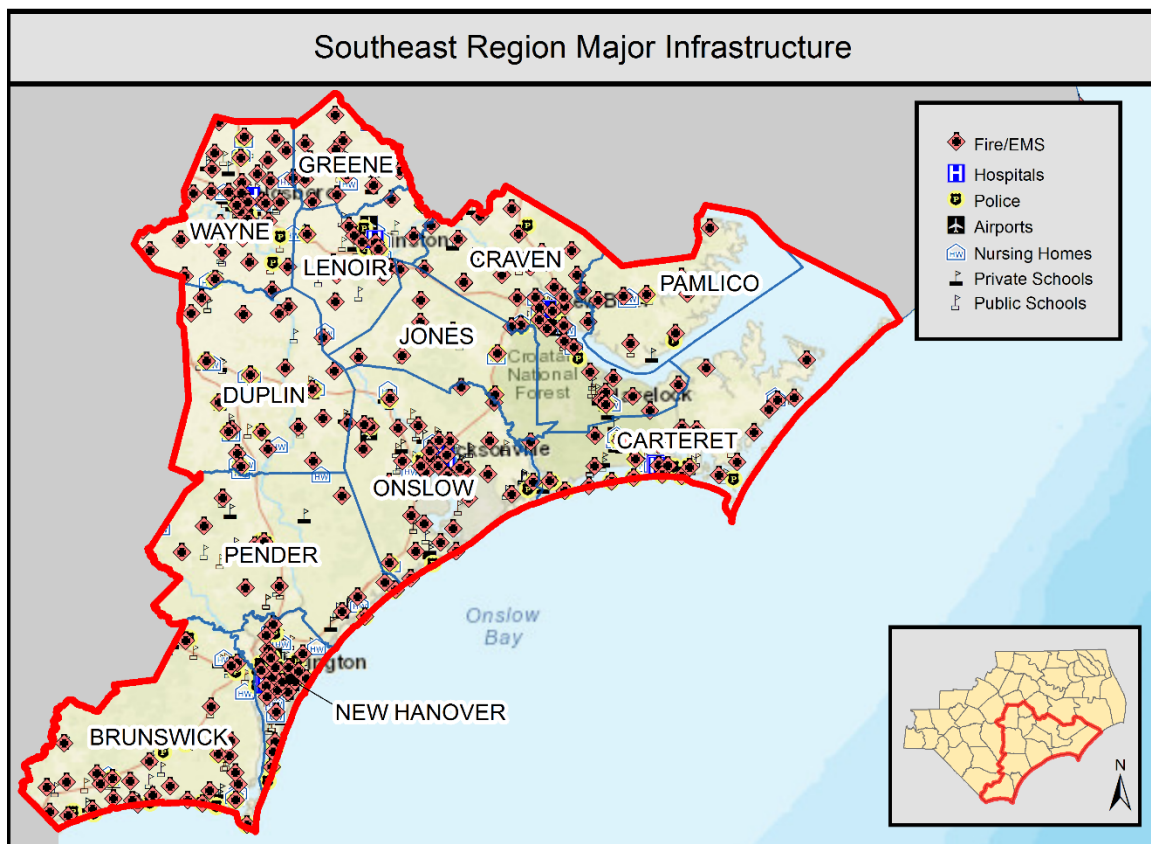 Southeast Region Major Infrastructure
Fire/EMS
Hospitals
Police
Airports
Nursing Homes
Private Schools
Public Schools
GREENE
WAYNE
LENOIR
CRAVEN
PAMLICO
JONES
Croatan
National
Forest
DUPLIN
CARTERET
ONSLOW
PENDER
Onslow
Bay
NEW HANOVER
BRUNSWICK
N